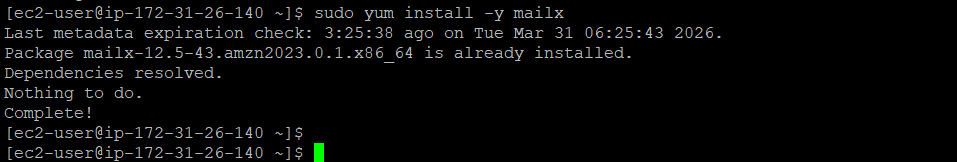 [ec2-user@ip-172-31-26-140 ~]$ sudo yum install -y mailx
Last metadata expiration check: 3:25:38 ago on Tue Mar 31 06:25:43 2026.
Package mailx-12.5-43.amzn2023.0.1.x86_64 is already installed.
Dependencies resolved.
Nothing to do.
Complete!
[ec2-user@ip-172-31-26-140 ~]$
[ec2-user@ip-172-31-26-140 ~]$